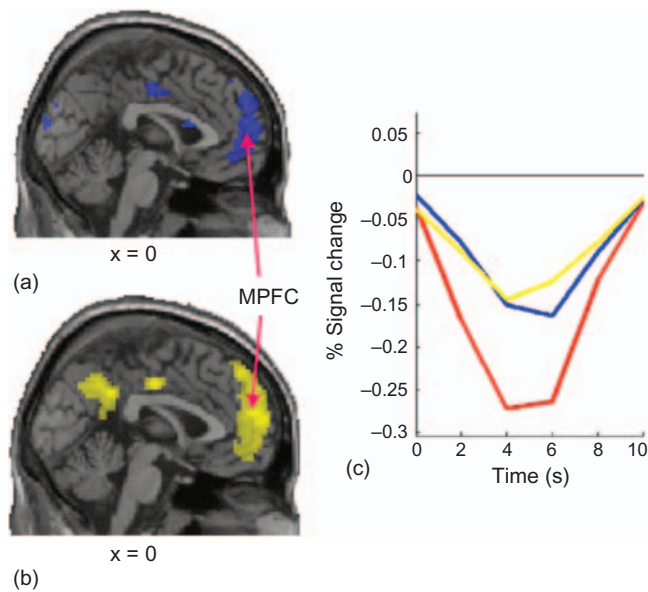 x = 0
(a)
MPFC
x = 0
(b)
% Signal change
0.05
0
–0.05
–0.1
–0.15
–0.2
–0.25
–0.3
0 2 4 6 8 10
Time (s)
(c)